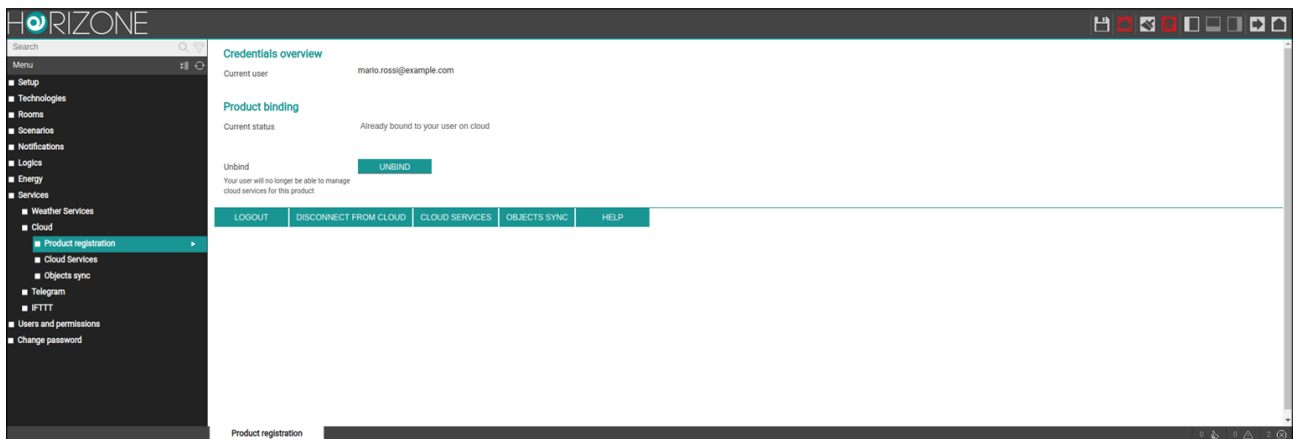 HORIZONE
Search
Menu
Setup
Technologies
Rooms
Scenarios
Notifications
Logics
Energy
Services
Weather Services
Cloud
Product registration
Cloud Services
Objects sync
Telegram
IFTTT
Users and permissions
Change password
Credentials overview
Current user mario.rossi@example.com
Product binding
Current status Already bound to your user on cloud
Unbind UNBIND
Your user will no longer be able to manage
cloud services for this product
LOGOUT DISCONNECT FROM CLOUD CLOUD SERVICES OBJECTS SYNC HELP
Product registration
0 0 2